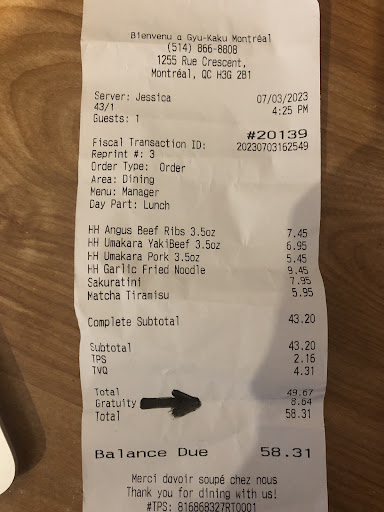 Bienvenu a Gyu-Kaku Montréal
(514) 866-8808
1255 Rue Crescent,
Montréal, QC H3G 2B1
Server: Jessica 07/03/2023
43/1 4:25 PM
Guests: 1
#20139
Fiscal Transaction ID: 20230703162549
Reprint #: 3
Order Type: Order
Area: Dining
Menu: Manager
Day Part: Lunch
HH Angus Beef Ribs 3.5oz 7.45
HH Umakara YakiBeef 3.5oz 6.95
HH Umakara Pork 3.5oz 5.45
HH Garlic Fried Noodle 9.45
Sakuratini 7.95
Matcha Tiramisu 5.95
Complete Subtotal 43.20
Subtotal 43.20
TPS 2.16
TVQ 4.31
Total 49.67
Gratuity 8.64
Total 58.31
Balance Due 58.31
Merci davoir soupé chez nous
Thank you for dining with us!
#TPS: 816868327RT0001